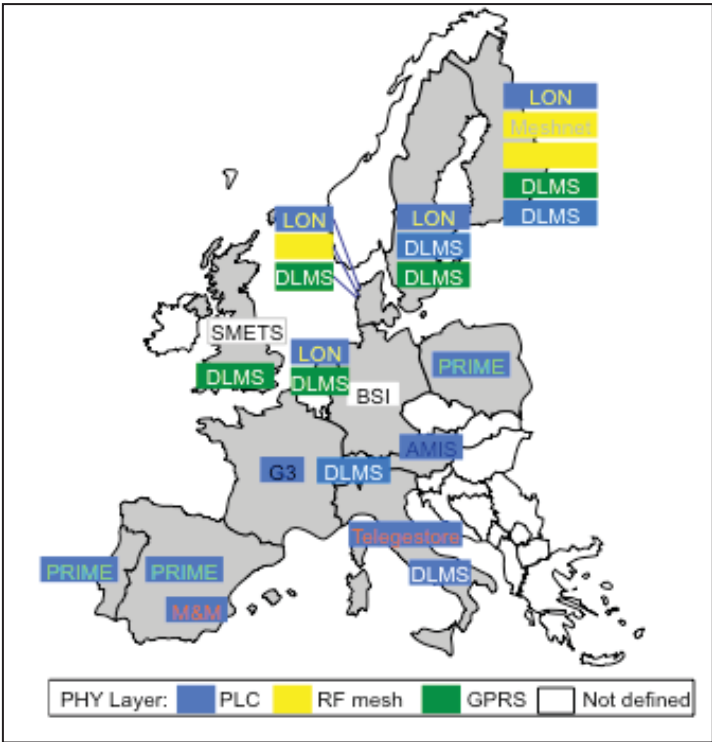 LON
Meshnet
DLMS
DLMS
LON
DLMS
LON
DLMS
DLMS
SMETS
DLMS
LON
DLMS
BSI
PRIME
AMIS
G3
DLMS
Telegestore
DLMS
PRIME
PRIME
M&M
PHY Layer: PLC RF mesh GPRS Not defined